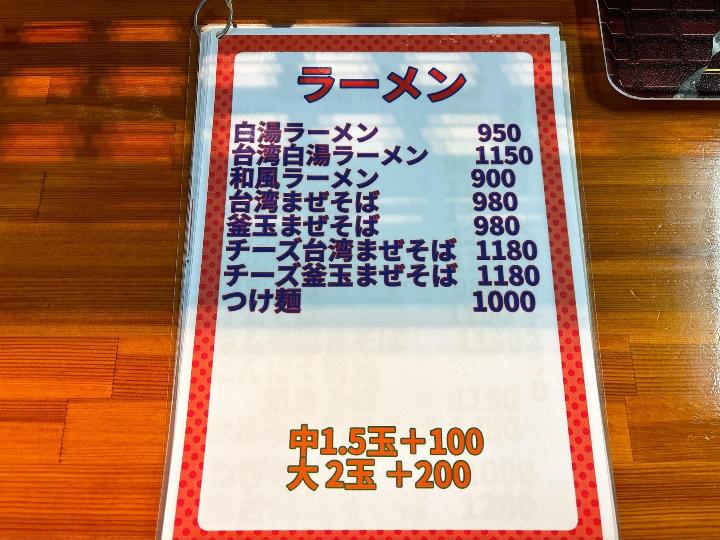 ラーメン
白湯ラーメン 950
台湾白湯ラーメン 1150
和風ラーメン 900
台湾まぜそば 980
釜玉まぜそば 980
チーズ台湾まぜそば 1180
チーズ釜玉まぜそば 1180
つけ麺 1000
中1.5玉＋100
大 2玉 ＋200